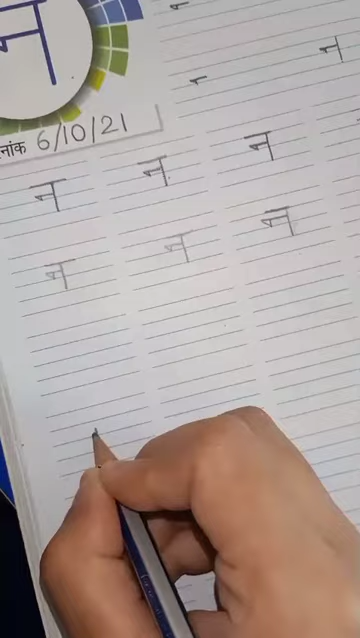 न
न
दिनांक 6/10/21
न न न
न न न